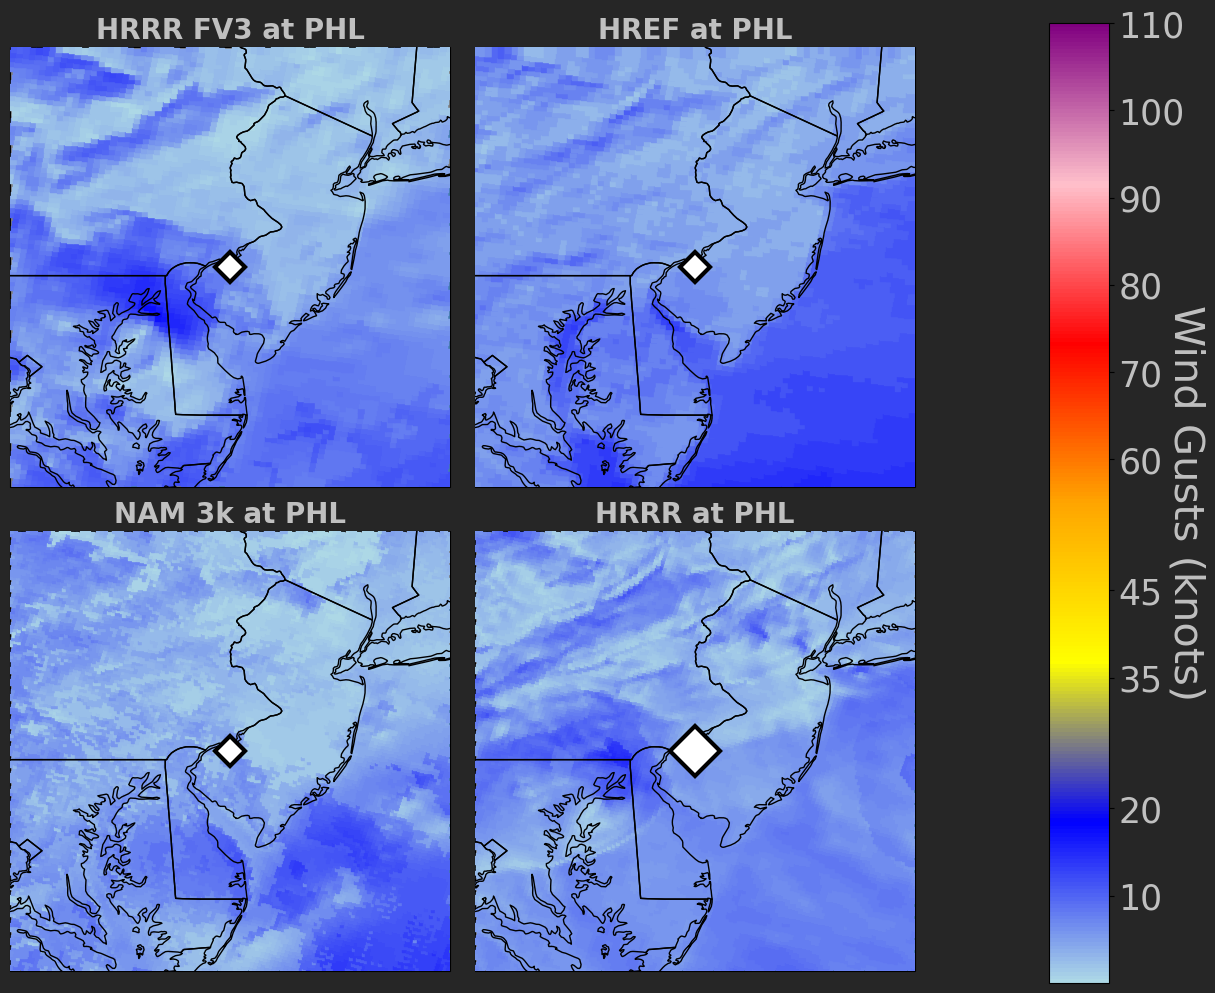 HRRR FV3 at PHL
HREF at PHL
NAM 3k at PHL
HRRR at PHL
110
100
90
80
70
60
45
35
20
10
Wind Gusts (knots)